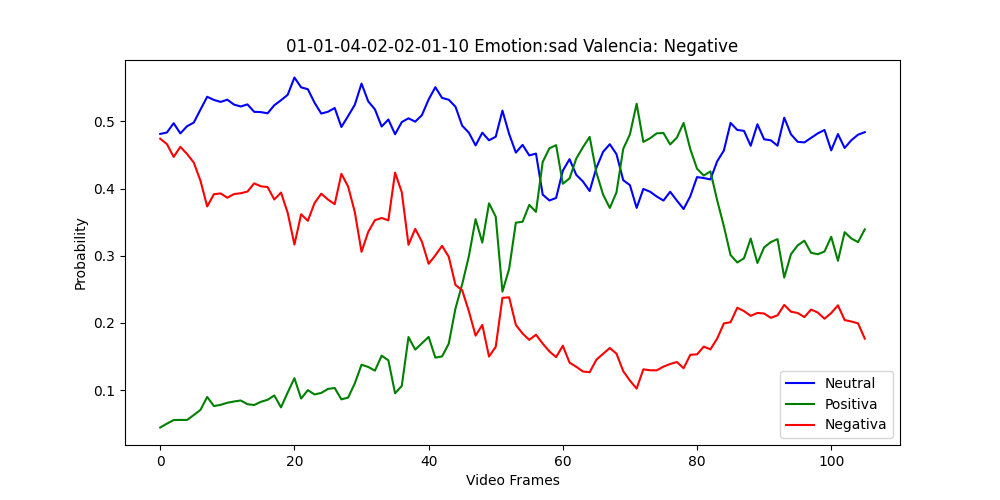 01-01-04-02-02-01-10 Emotion:sad Valencia: Negative
Probability
0.5
0.4
0.3
0.2
0.1
Neutral
Positiva
Negativa
0 20 40 60 80 100
Video Frames